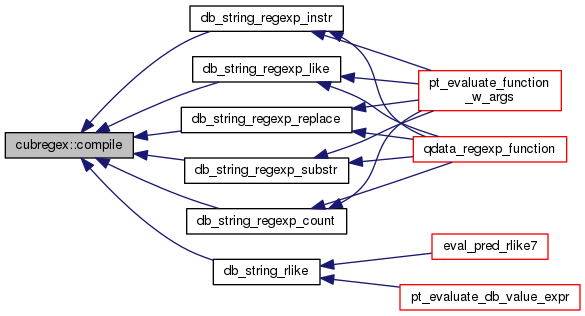 db_string_regexp_instr
db_string_regexp_like
pt_evaluate_function
_w_args
db_string_regexp_replace
cubregex::compile
qdata_regexp_function
db_string_regexp_substr
db_string_regexp_count
eval_pred_rlike7
db_string_rlike
pt_evaluate_db_value_expr